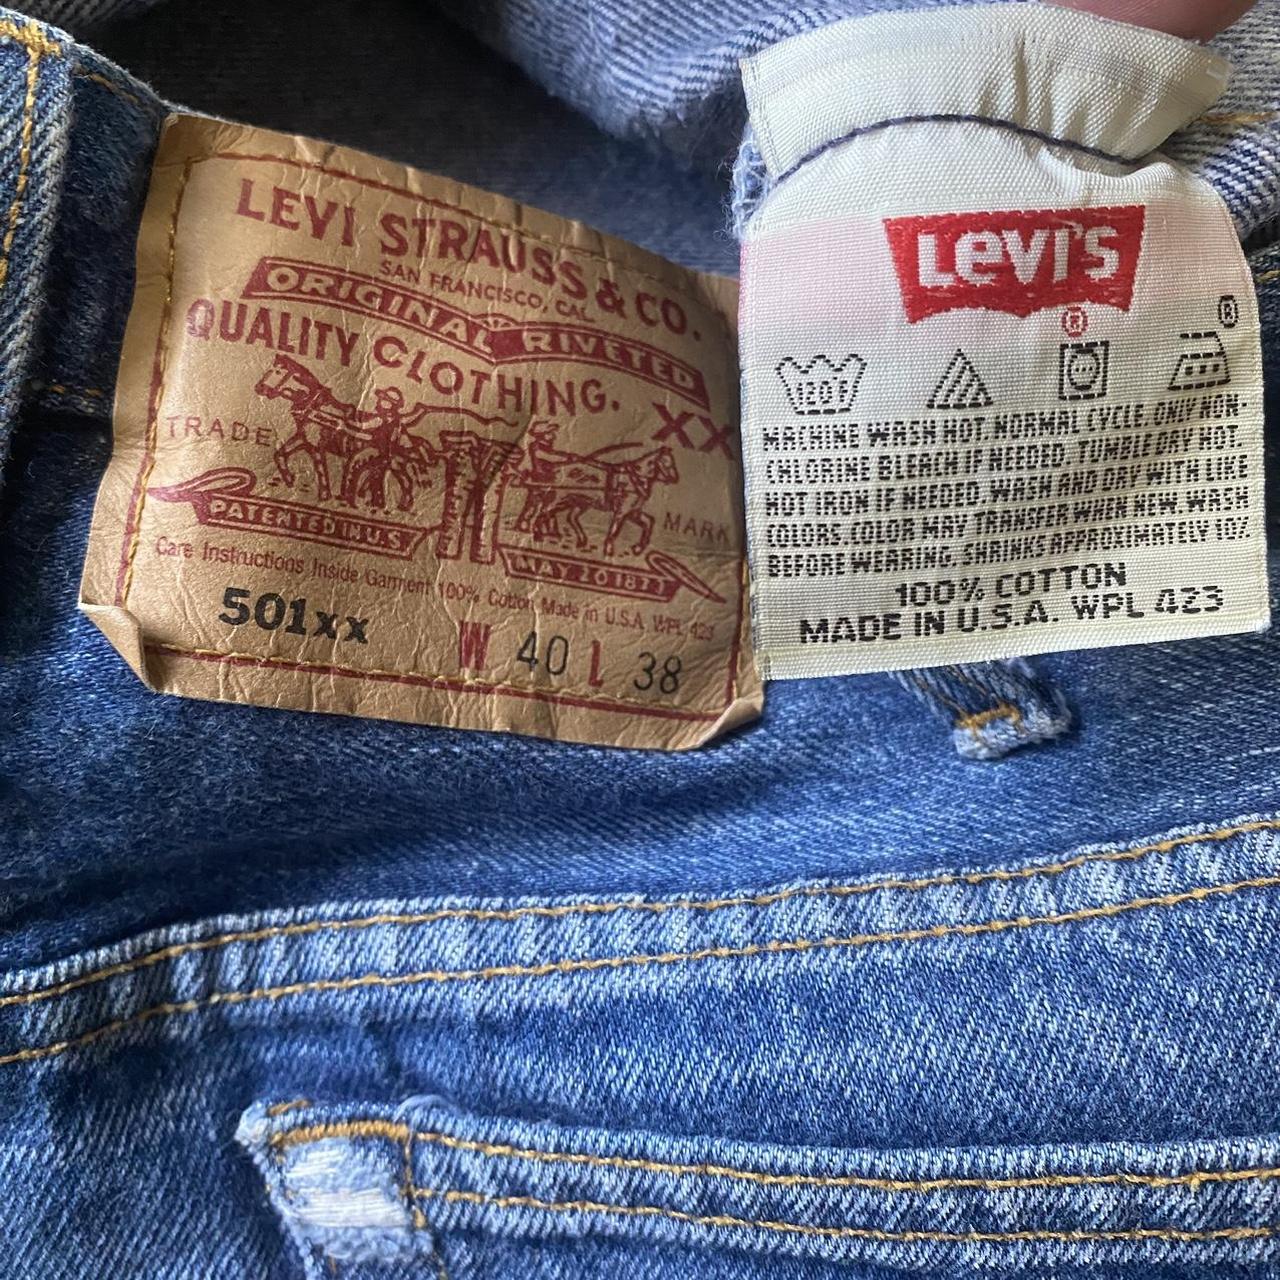 LEVI STRAUSS & CO.
SAN FRANCISCO, CAL.
ORIGINAL RIVETED
QUALITY CLOTHING.
XX
TRADE MARK
PATENTED IN U.S.
MAY 20 1873
Care Instructions Inside Garment 100% Cotton Made in U.S.A. WPL 423
501xx W 40 L 38
LEVI'S
®
®
120F
MACHINE WASH HOT, NORMAL CYCLE. ONLY NON-
CHLORINE BLEACH IF NEEDED. TUMBLE DRY HOT.
HOT IRON IF NEEDED. WASH AND DRY WITH LIKE
COLORS. COLOR MAY TRANSFER WHEN NEW. WASH
BEFORE WEARING. SHRINKS APPROXIMATELY 10%
100% COTTON
MADE IN U.S.A. WPL 423